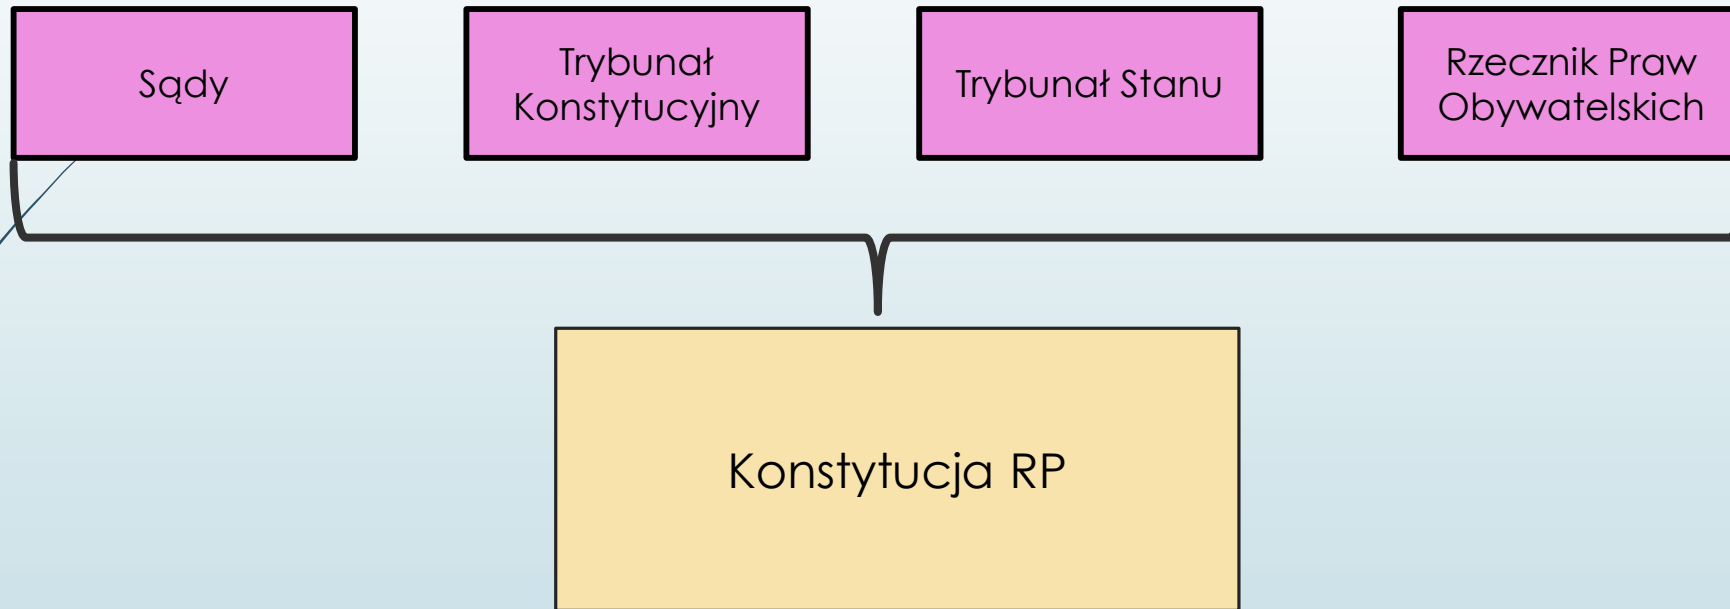 Sądy
Trybunał
Konstytucyjny
Trybunał Stanu
Rzecznik Praw
Obywatelskich
Konstytucja RP